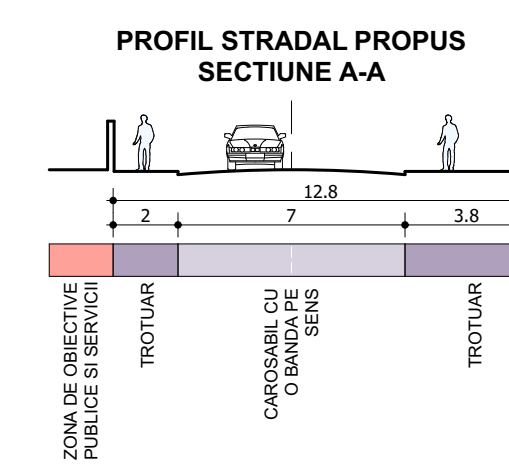 PROFIL STRADAL PROPUS
SECTIUNE A-A
12.8
2
7
3.8
ZONA DE OBIECTIVE
PUBLICE SI SERVICII
TROTUAR
CAROSABIL CU
O BANDA PE
SENS
TROTUAR